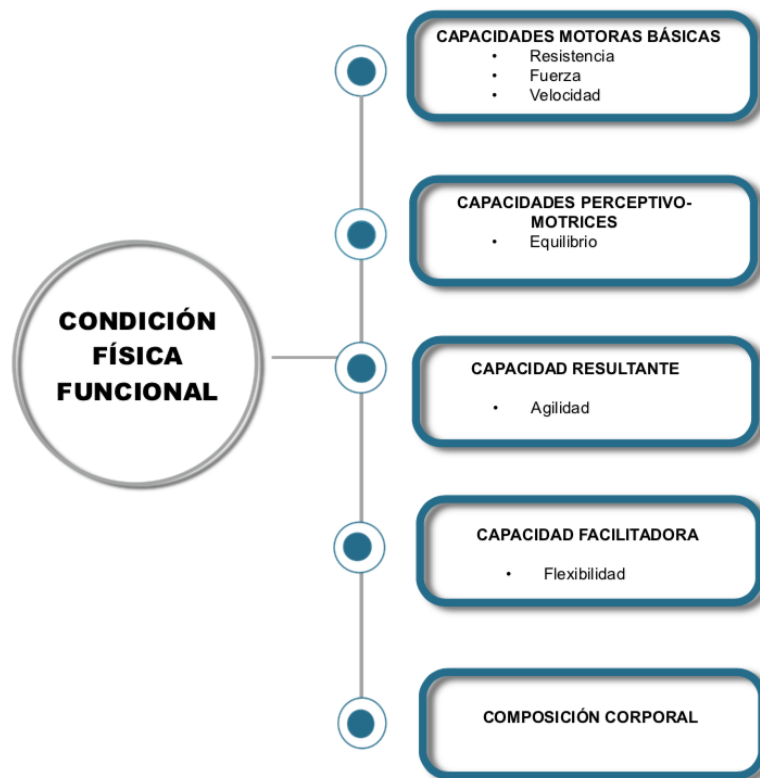 CONDICIÓN
FÍSICA
FUNCIONAL
CAPACIDADES MOTORAS BÁSICAS
• Resistencia
• Fuerza
• Velocidad
CAPACIDADES PERCEPTIVO-
MOTRICES
• Equilibrio
CAPACIDAD RESULTANTE
• Agilidad
CAPACIDAD FACILITADORA
• Flexibilidad
COMPOSICIÓN CORPORAL